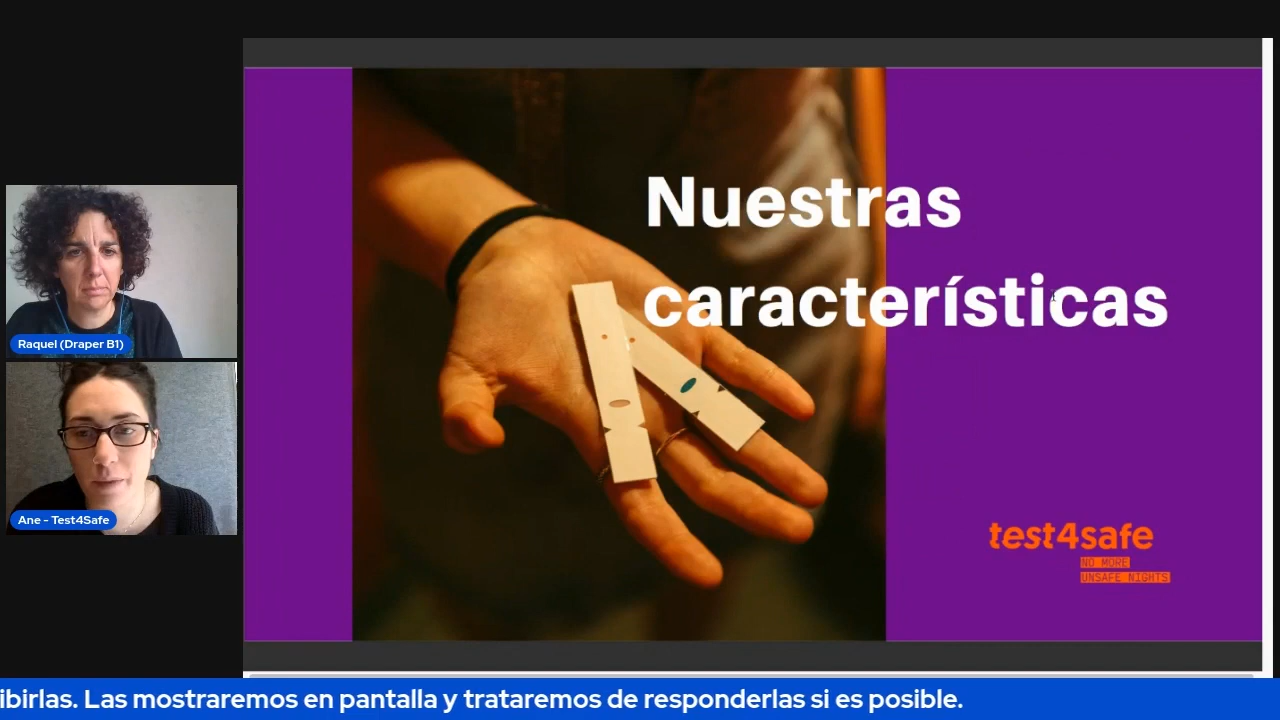 Nuestras
características
test4safe
NO MORE
UNSAFE NIGHTS
Raquel (Draper B1)
Ane - Test4Safe
ibirlas. Las mostraremos en pantalla y trataremos de responderlas si es posible.